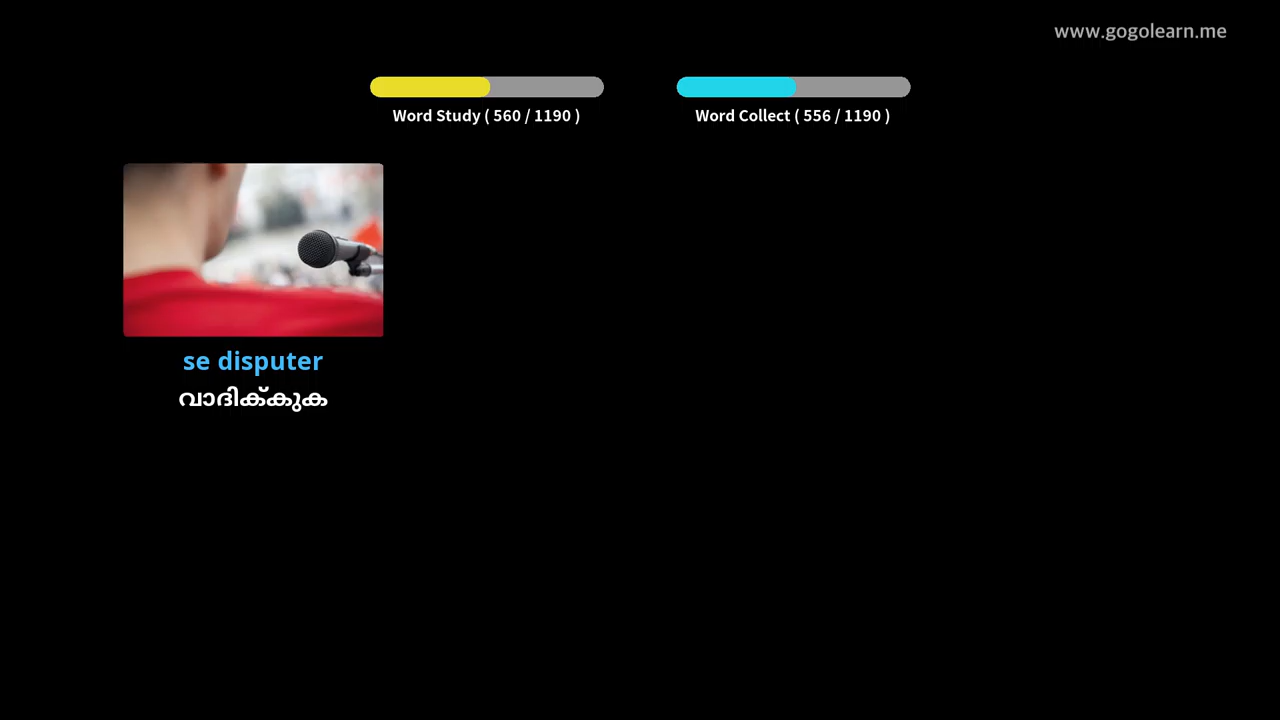 www.gogolearn.me
Word Study ( 560 / 1190 )
Word Collect ( 556 / 1190 )
se disputer
വാദിക്കുക